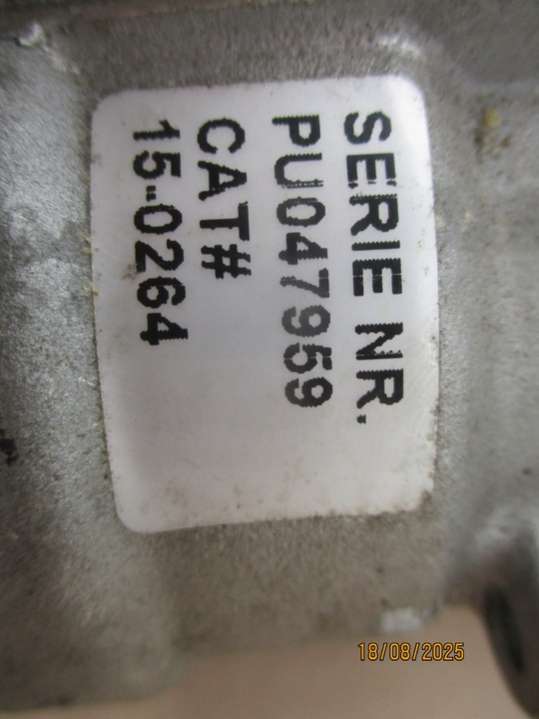 SERIE NR.
PU047959
CAT#
15-0264
18/08/2025